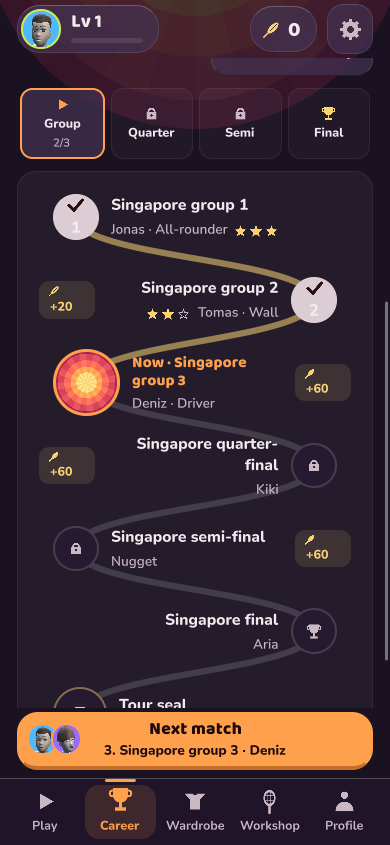 Lv 1
0
Group
2/3
Quarter
Semi
Final
1
Singapore group 1
Jonas · All-rounder
+20
Singapore group 2
Tomas · Wall
2
Now · Singapore
group 3
Deniz · Driver
+60
+60
Singapore quarter-
final
Kiki
Singapore semi-final
Nugget
+60
Singapore final
Aria
Tour seal
Next match
3. Singapore group 3 · Deniz
Play
Career
Wardrobe
Workshop
Profile